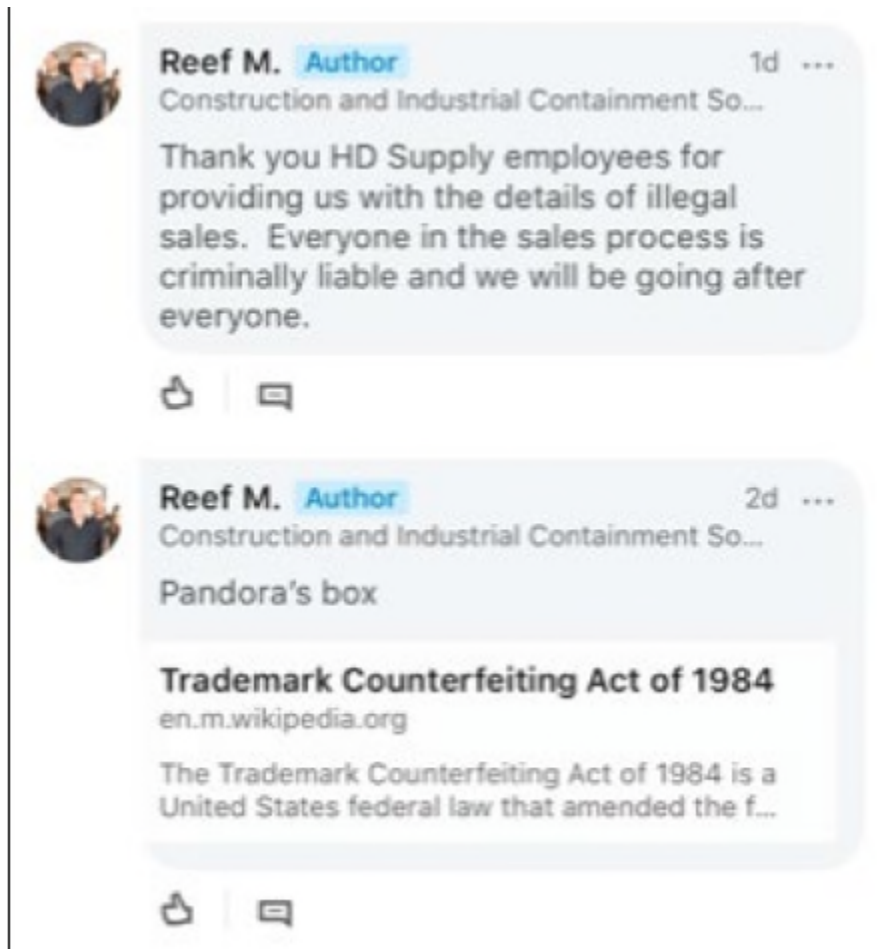 Reef M. Author 1d ...
Construction and Industrial Containment So...
Thank you HD Supply employees for
providing us with the details of illegal
sales.  Everyone in the sales process is
criminally liable and we will be going after
everyone.
Reef M. Author 2d ...
Construction and Industrial Containment So...
Pandora's box
Trademark Counterfeiting Act of 1984
en.m.wikipedia.org
The Trademark Counterfeiting Act of 1984 is a
United States federal law that amended the f...